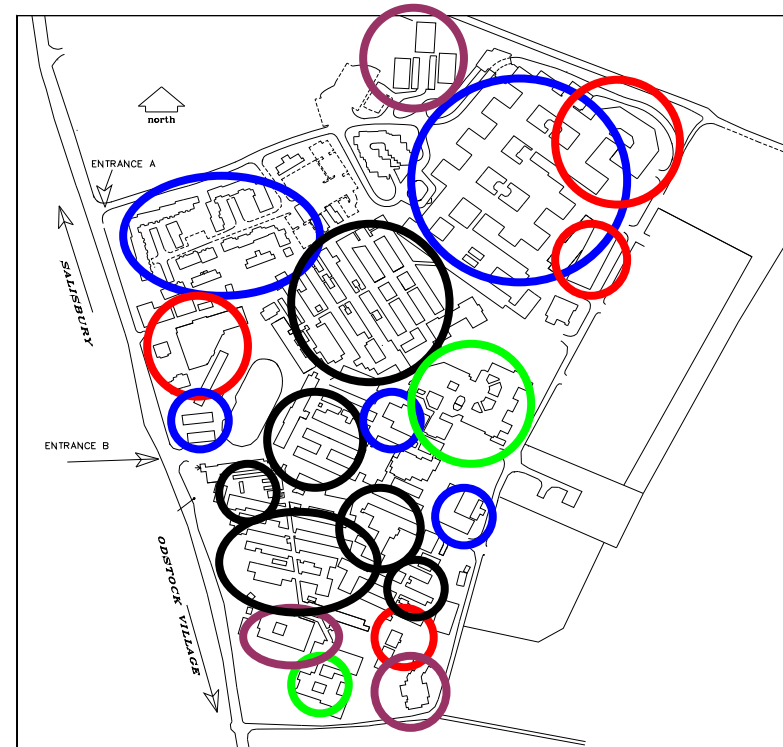 north
ENTRANCE A
SALISBURY
ENTRANCE B
ODSTOCK VILLAGE